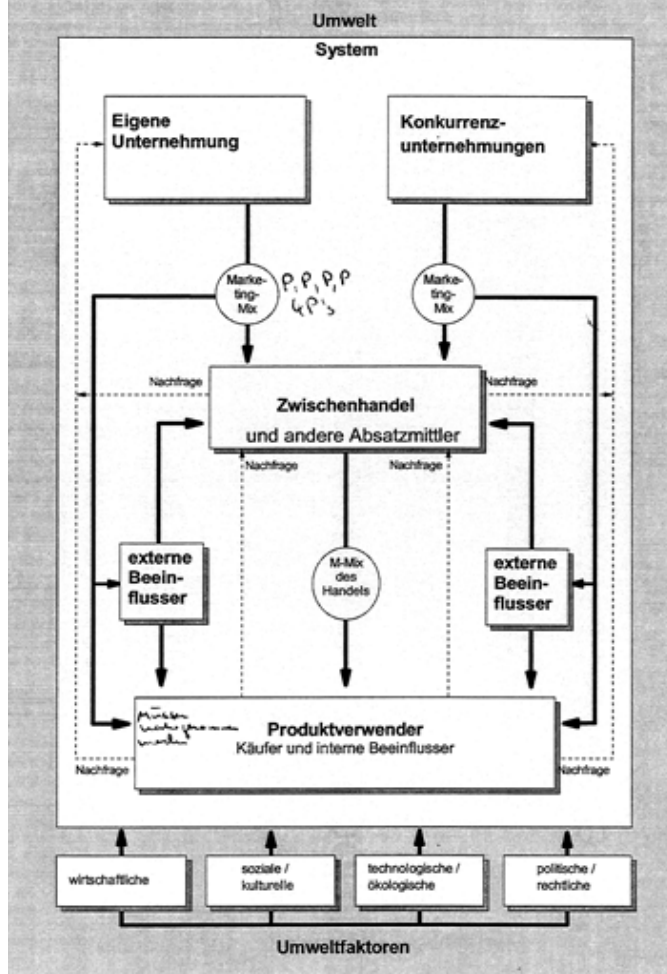 Umwelt
System
Eigene
Unternehmung
Konkurrenz-
unternehmungen
Marke-
ting-
Mix
P, P, P, P
4P's
Marke-
ting-
Mix
Nachfrage
Nachfrage
Zwischenhandel
und andere Absatzmittler
Nachfrage
Nachfrage
externe
Beein-
flusser
M-Mix
des
Handels
externe
Beein-
flusser
Müssen
werden
Produktverwender
Käufer und interne Beeinflusser
Nachfrage
Nachfrage
wirtschaftliche
soziale /
kulturelle
technologische /
ökologische
politische /
rechtliche
Umweltfaktoren